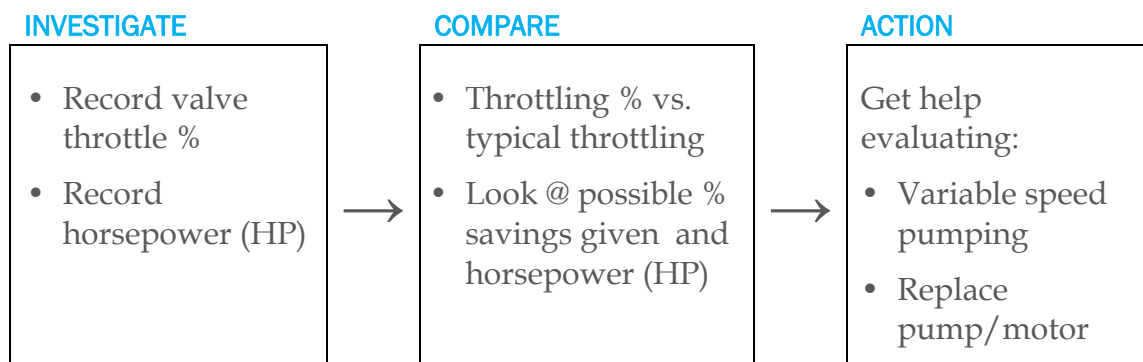 INVESTIGATE
• Record valve
throttle %
• Record
horsepower (HP)
COMPARE
• Throttling % vs.
typical throttling
• Look @ possible %
savings given and
horsepower (HP)
ACTION
Get help
evaluating:
• Variable speed
pumping
• Replace
pump/motor